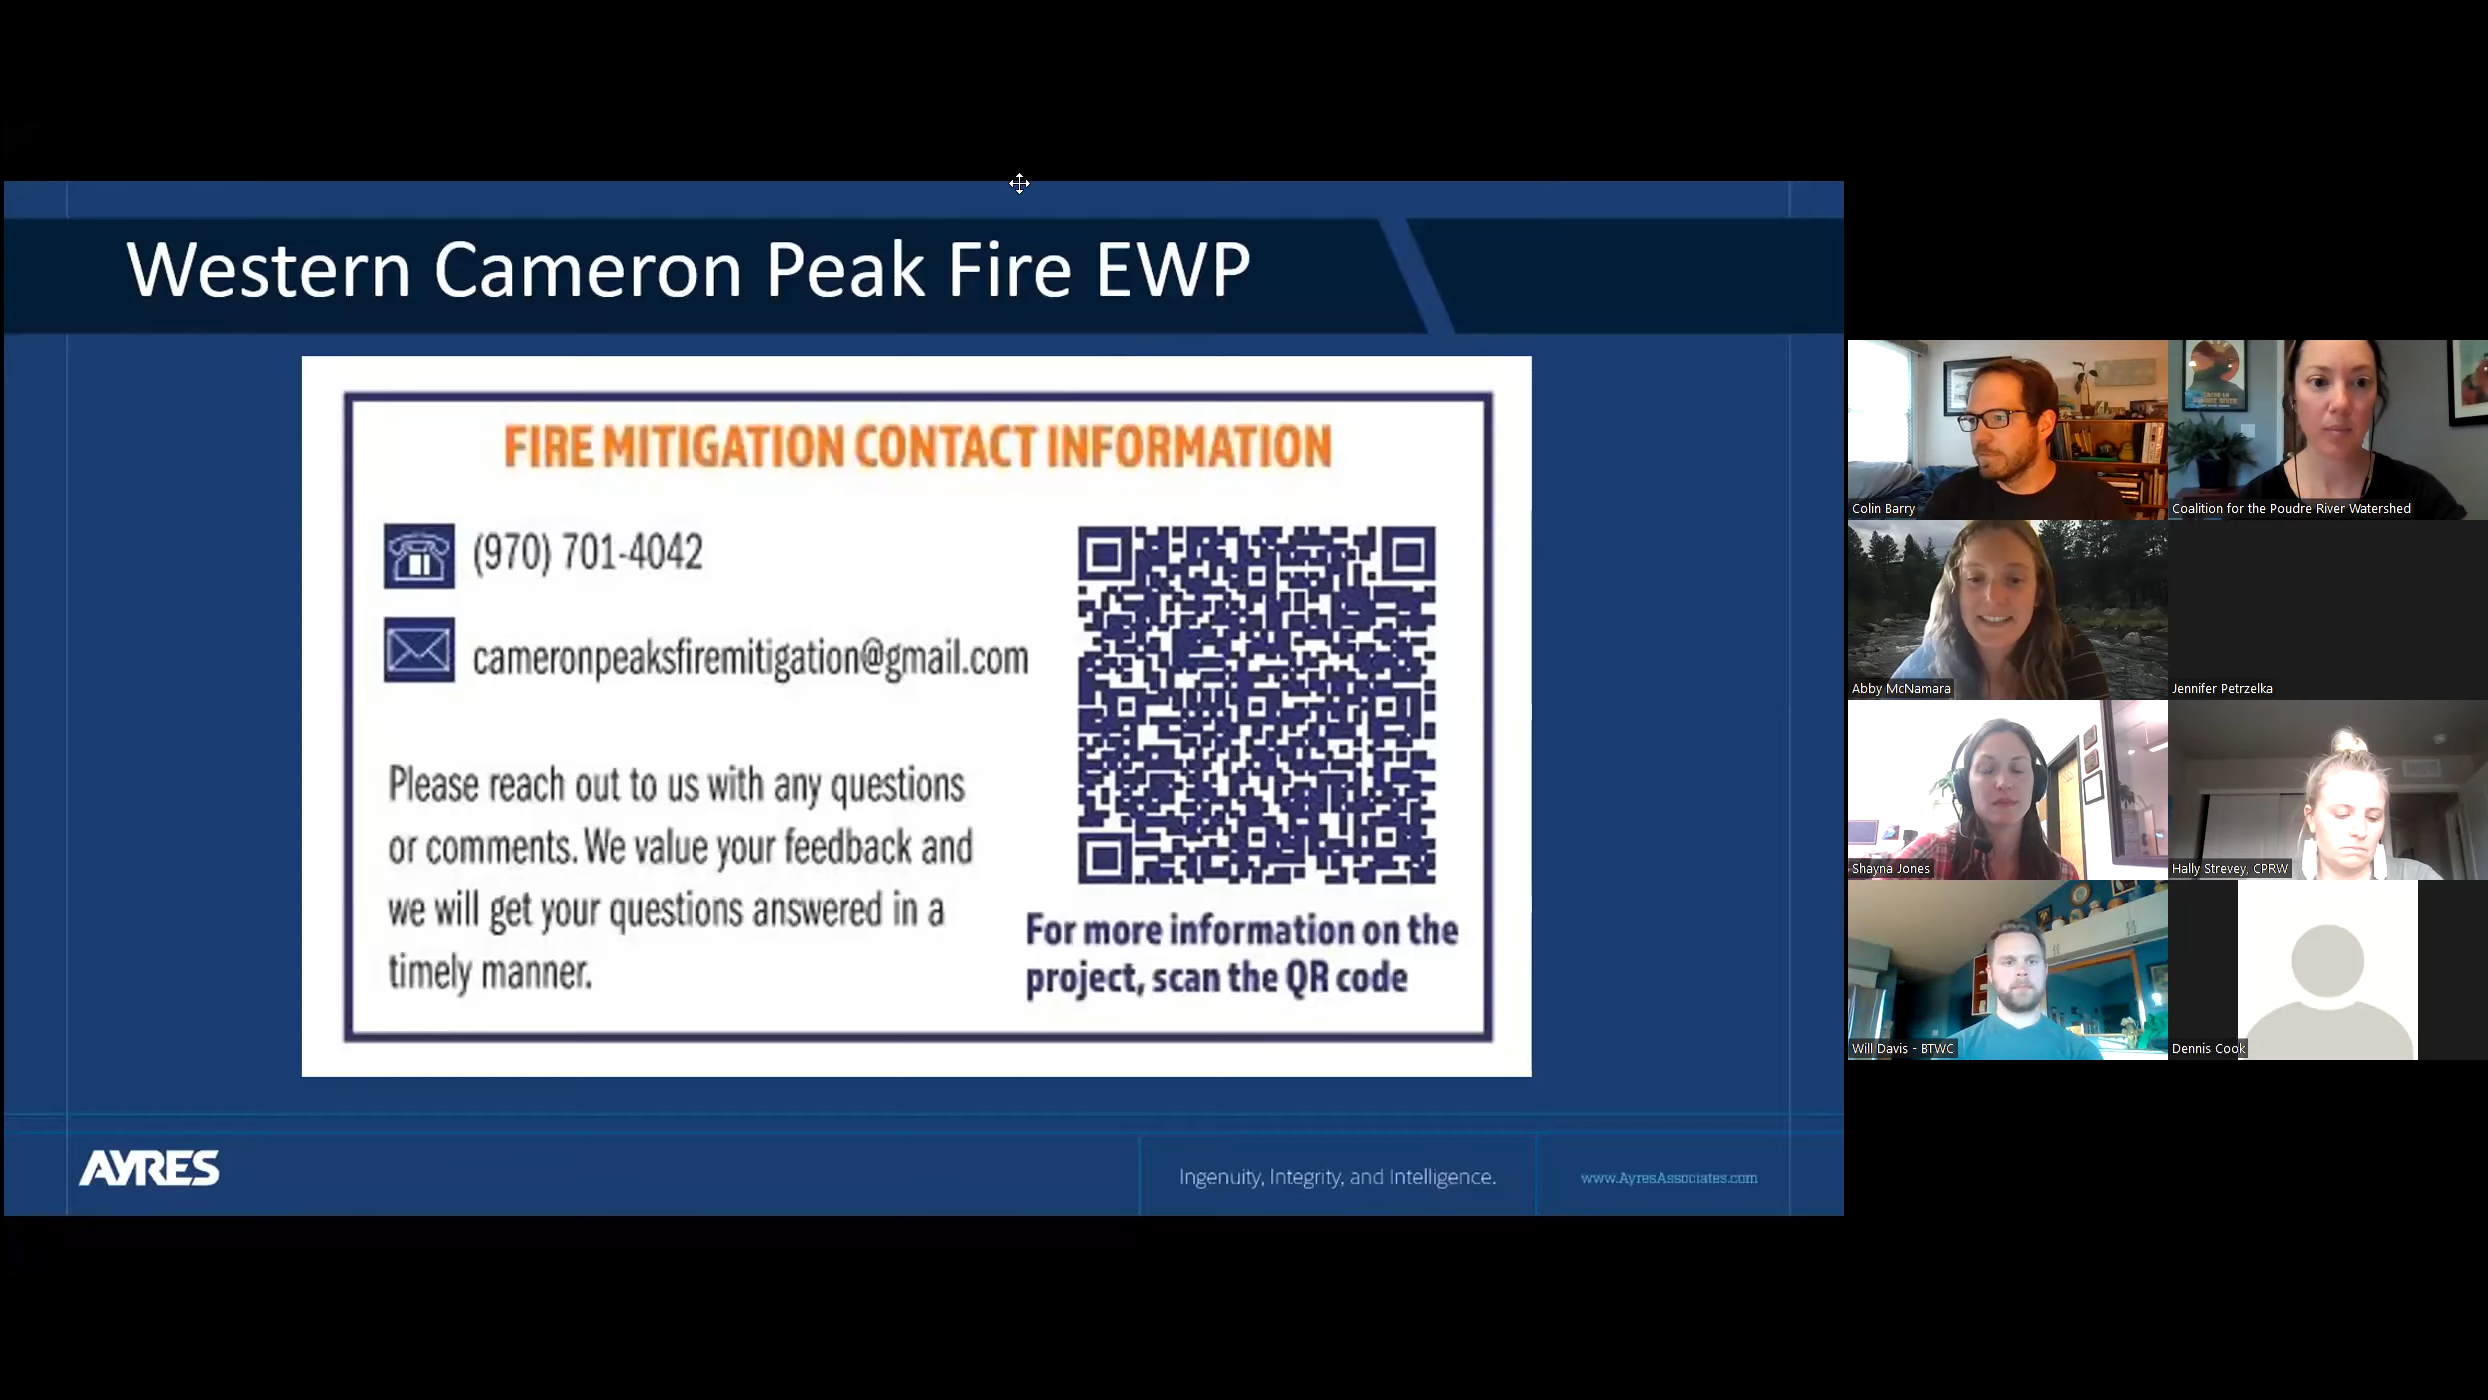 Western Cameron Peak Fire EWP
FIRE MITIGATION CONTACT INFORMATION
(970) 701-4042
cameronpeaksfiremitigation@gmail.com
Please reach out to us with any questions
or comments. We value your feedback and
we will get your questions answered in a
timely manner.
For more information on the
project, scan the QR code
AYRES
Ingenuity, Integrity, and Intelligence.
www.AyresAssociates.com
Colin Barry
Coalition for the Poudre River Watershed
Abby McNamara
Jennifer Petrzelka
Shayna Jones
Hally Strevey, CPRW
Will Davis - BTWC
Dennis Cook